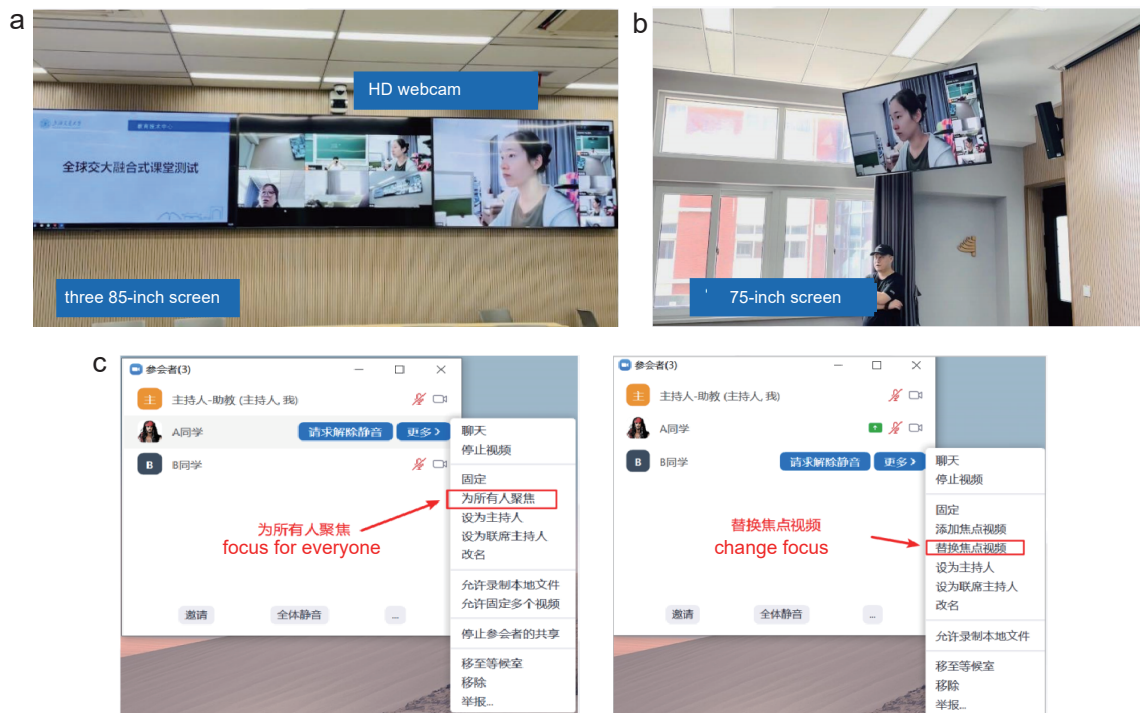 a
HD webcam
教育技术中心
全球交大融合式课堂测试
three 85-inch screen
b
75-inch screen
c
参会者(3)
主 主持人-助教 (主持人, 我)
A同学 请求解除静音 更多 >
B B同学
聊天
停止视频
固定
为所有人聚焦
设为主持人
设为联席主持人
改名
允许录制本地文件
允许固定多个视频
停止参会者的共享
移至等候室
移除
举报...
为所有人聚焦
focus for everyone
邀请 全体静音 ...
参会者(3)
主 主持人-助教 (主持人, 我)
A同学
B B同学 请求解除静音 更多 >
聊天
停止视频
固定
添加焦点视频
替换焦点视频
设为主持人
设为联席主持人
改名
允许录制本地文件
移至等候室
移除
举报...
替换焦点视频
change focus
邀请 全体静音 ...